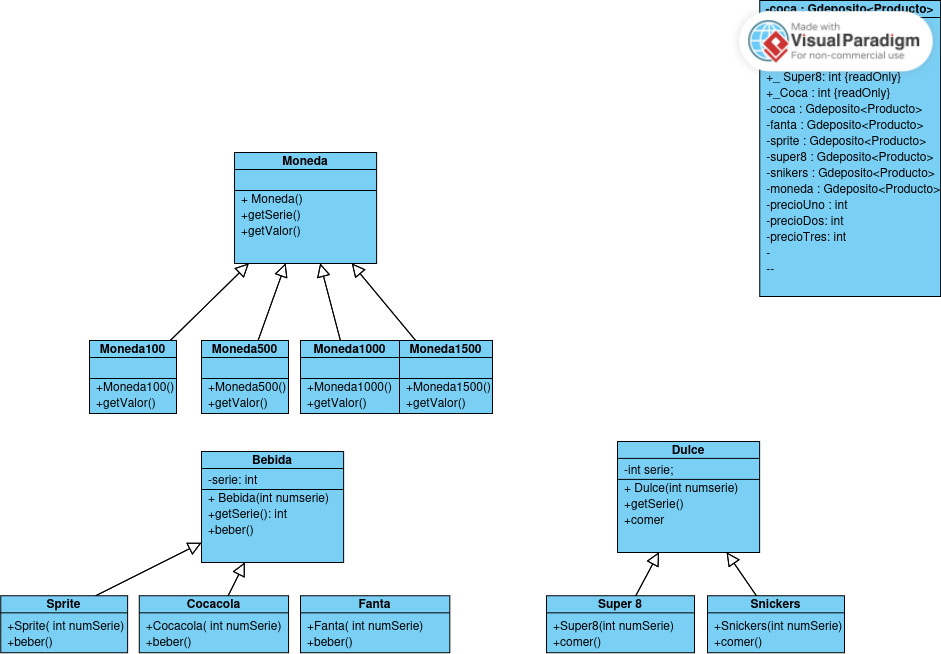 -coca : Gdeposito<Producto>
Made with
Visual Paradigm
For non-commercial use
+_ Super8: int {readOnly}
+_Coca : int {readOnly}
-coca : Gdeposito<Producto>
-fanta : Gdeposito<Producto>
-sprite : Gdeposito<Producto>
-super8 : Gdeposito<Producto>
-snikers : Gdeposito<Producto>
-moneda : Gdeposito<Producto>
-precioUno : int
-precioDos: int
-precioTres: int
-
--
Moneda
+ Moneda()
+getSerie()
+getValor()
Moneda100
+Moneda100()
+getValor()
Moneda500
+Moneda500()
+getValor()
Moneda1000
+Moneda1000()
+getValor()
Moneda1500
+Moneda1500()
+getValor()
Bebida
-serie: int
+ Bebida(int numserie)
+getSerie(): int
+beber()
Dulce
-int serie;
+ Dulce(int numserie)
+getSerie()
+comer
Sprite
+Sprite( int numSerie)
+beber()
Cocacola
+Cocacola( int numSerie)
+beber()
Fanta
+Fanta( int numSerie)
+beber()
Super 8
+Super8(int numSerie)
+comer()
Snickers
+Snickers(int numSerie)
+comer()